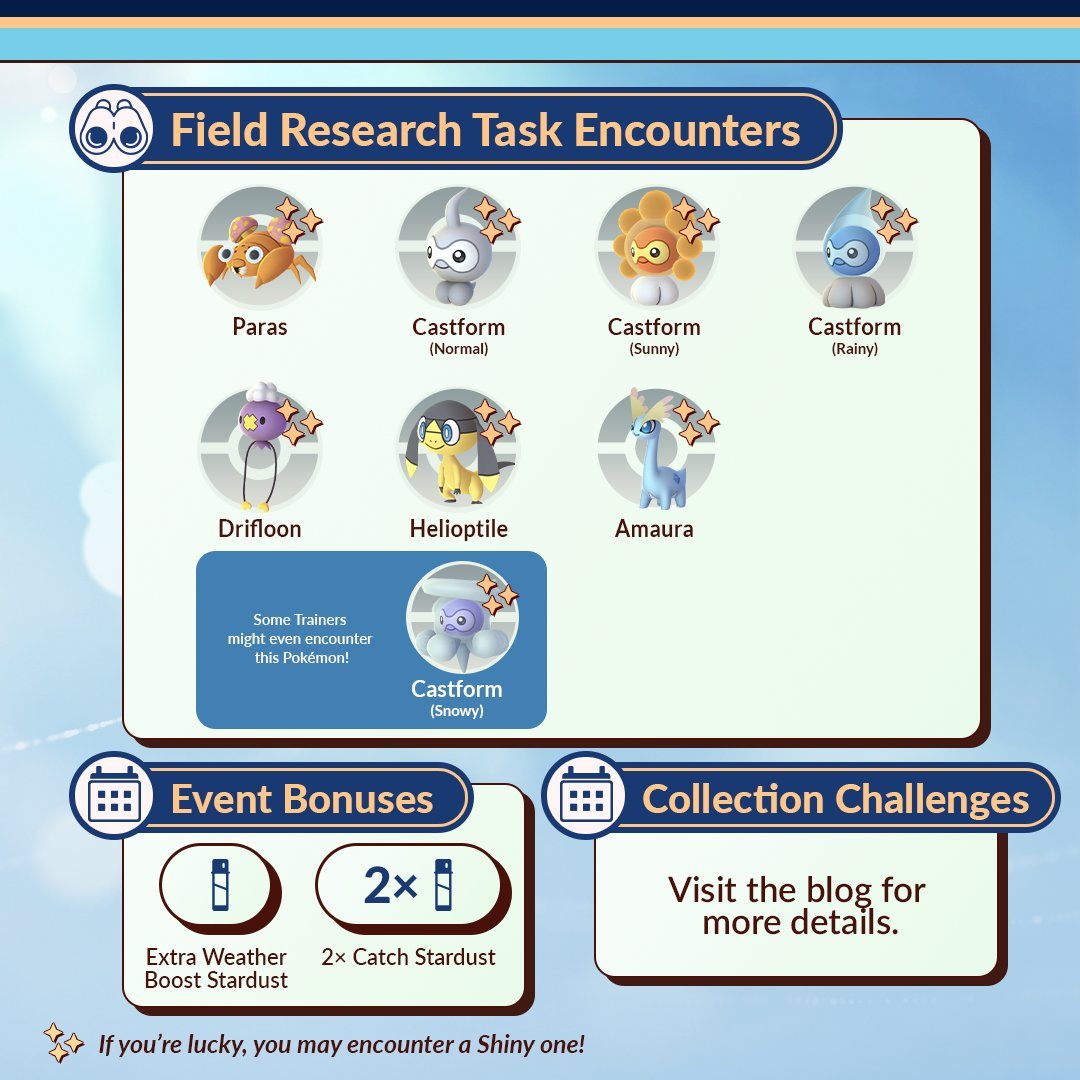 Field Research Task Encounters
Paras
Castform
(Normal)
Castform
(Sunny)
Castform
(Rainy)
Drifloon
Helioptile
Amaura
Some Trainers
might even encounter
this Pokémon!
Castform
(Snowy)
Event Bonuses
2×
Extra Weather
Boost Stardust
2× Catch Stardust
Collection Challenges
Visit the blog for
more details.
If you're lucky, you may encounter a Shiny one!